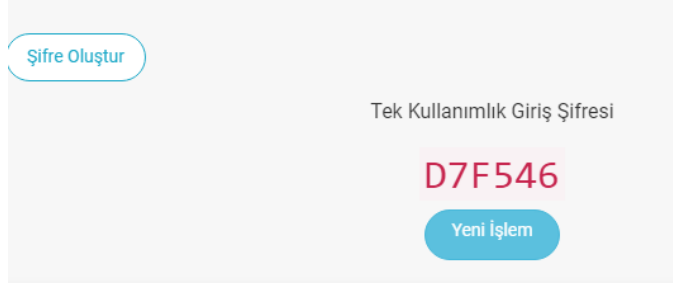 Şifre Oluştur
Tek Kullanımlık Giriş Şifresi
D7F546
Yeni İşlem